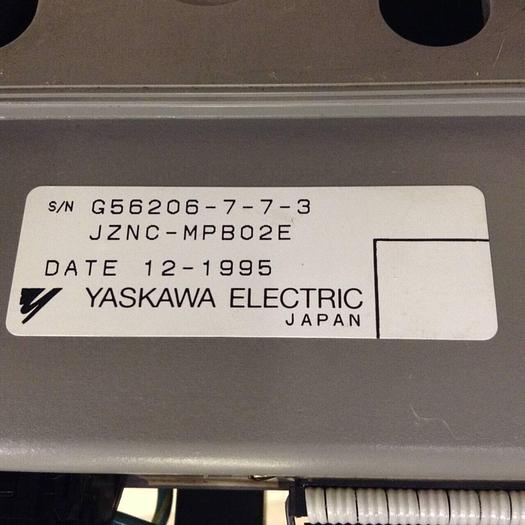 S/N G56206-7-7-3
JZNC-MPB02E
DATE 12-1995
YASKAWA ELECTRIC
JAPAN